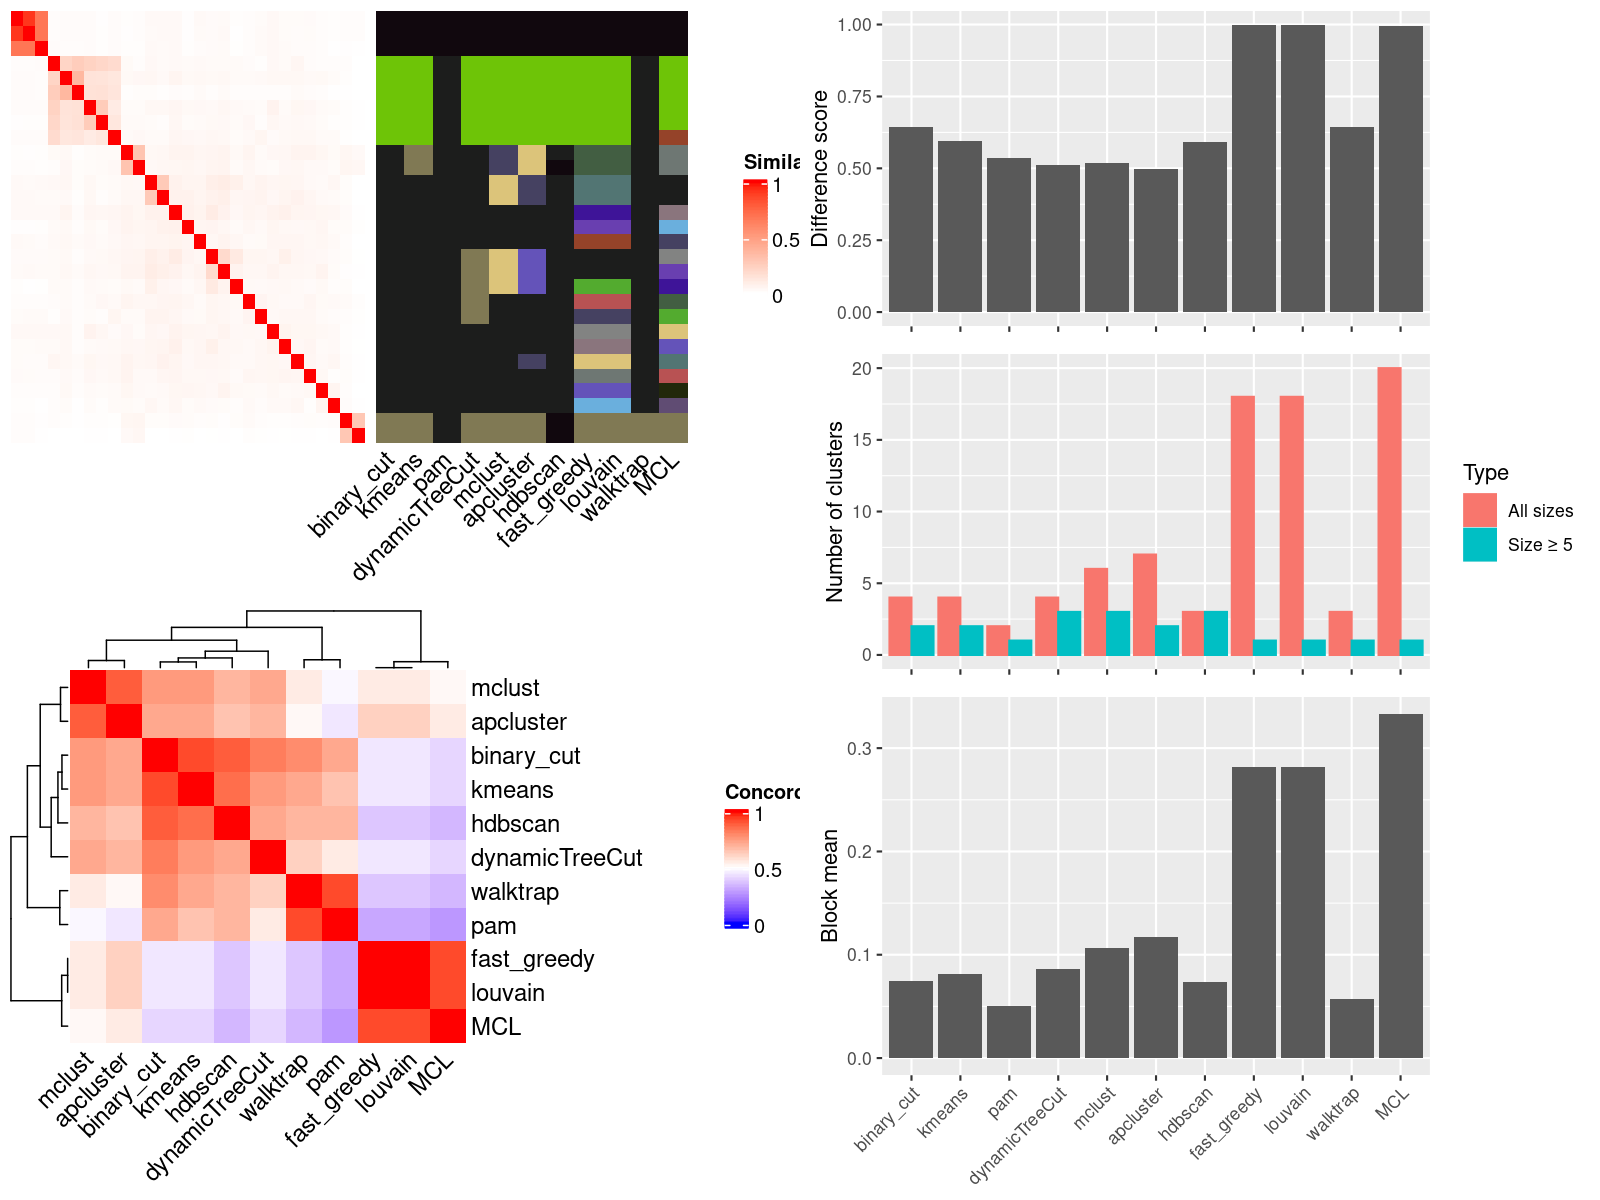 Simila
1
0.5
0
binary_cut
kmeans
pam
dynamicTreeCut
mclust
apcluster
hdbscan
fast_greedy
louvain
walktrap
MCL
Difference score
1.00
0.75
0.50
0.25
0.00
Number of clusters
20
15
10
5
0
Type
All sizes
Size ≥ 5
mclust
apcluster
binary_cut
kmeans
hdbscan
dynamicTreeCut
walktrap
pam
fast_greedy
louvain
MCL
Concord
1
0.5
0
mclust
apcluster
binary_cut
kmeans
hdbscan
dynamicTreeCut
walktrap
pam
fast_greedy
louvain
MCL
Block mean
0.3
0.2
0.1
0.0
binary_cut
kmeans
pam
dynamicTreeCut
mclust
apcluster
hdbscan
fast_greedy
louvain
walktrap
MCL